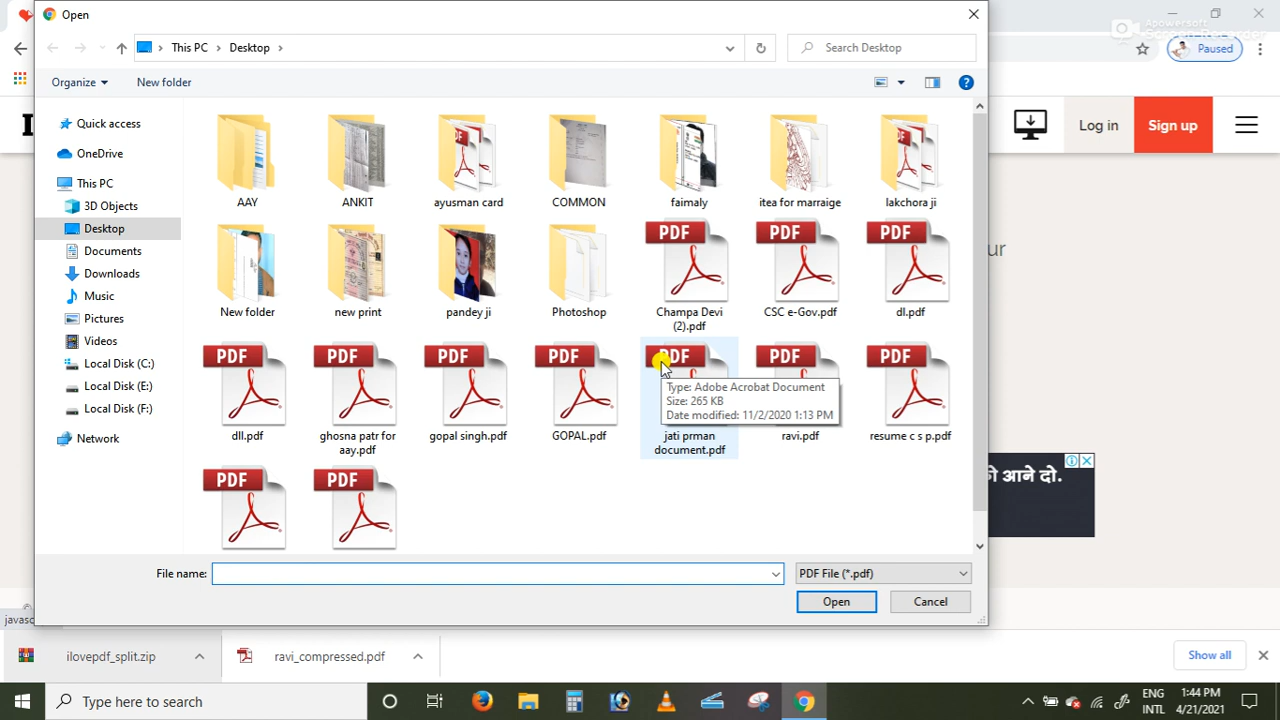 Open
This PC
Desktop
Search Desktop
Paused
Organize
New folder
Log in
Sign up
Quick access
OneDrive
This PC
3D Objects
Desktop
Documents
Downloads
Music
Pictures
Videos
Local Disk (C:)
Local Disk (E:)
Local Disk (F:)
Network
AAY
ANKIT
ayusman card
COMMON
faimaly
itea for marraige
lakchora ji
New folder
new print
pandey ji
Photoshop
Champa Devi
(2).pdf
CSC e-Gov.pdf
dl.pdf
PDF
PDF
PDF
PDF
PDF
PDF
PDF
PDF
PDF
PDF
Type: Adobe Acrobat Document
Size: 265 KB
Date modified: 11/2/2020 1:13 PM
dll.pdf
ghosna patr for
aay.pdf
gopal singh.pdf
GOPAL.pdf
jati prman
document.pdf
ravi.pdf
resume c s p.pdf
PDF
PDF
ur
को आने दो.
File name:
PDF File (*.pdf)
Open
Cancel
javasc
ilovepdf_split.zip
ravi_compressed.pdf
Show all
Type here to search
ENG
INTL
1:44 PM
4/21/2021